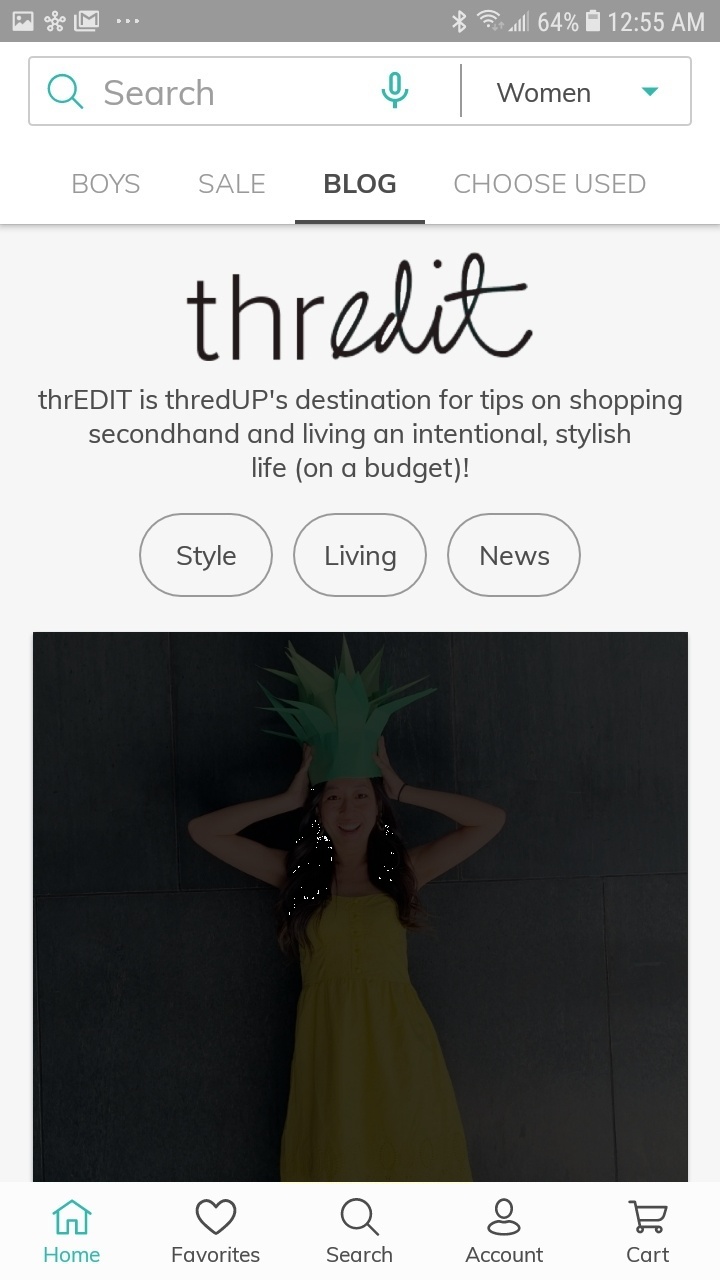 64% 12:55 AM
Search Women
BOYS SALE BLOG CHOOSE USED
thredit
thrEDIT is thredUP's destination for tips on shopping
secondhand and living an intentional, stylish
life (on a budget)!
Style Living News
Home Favorites Search Account Cart